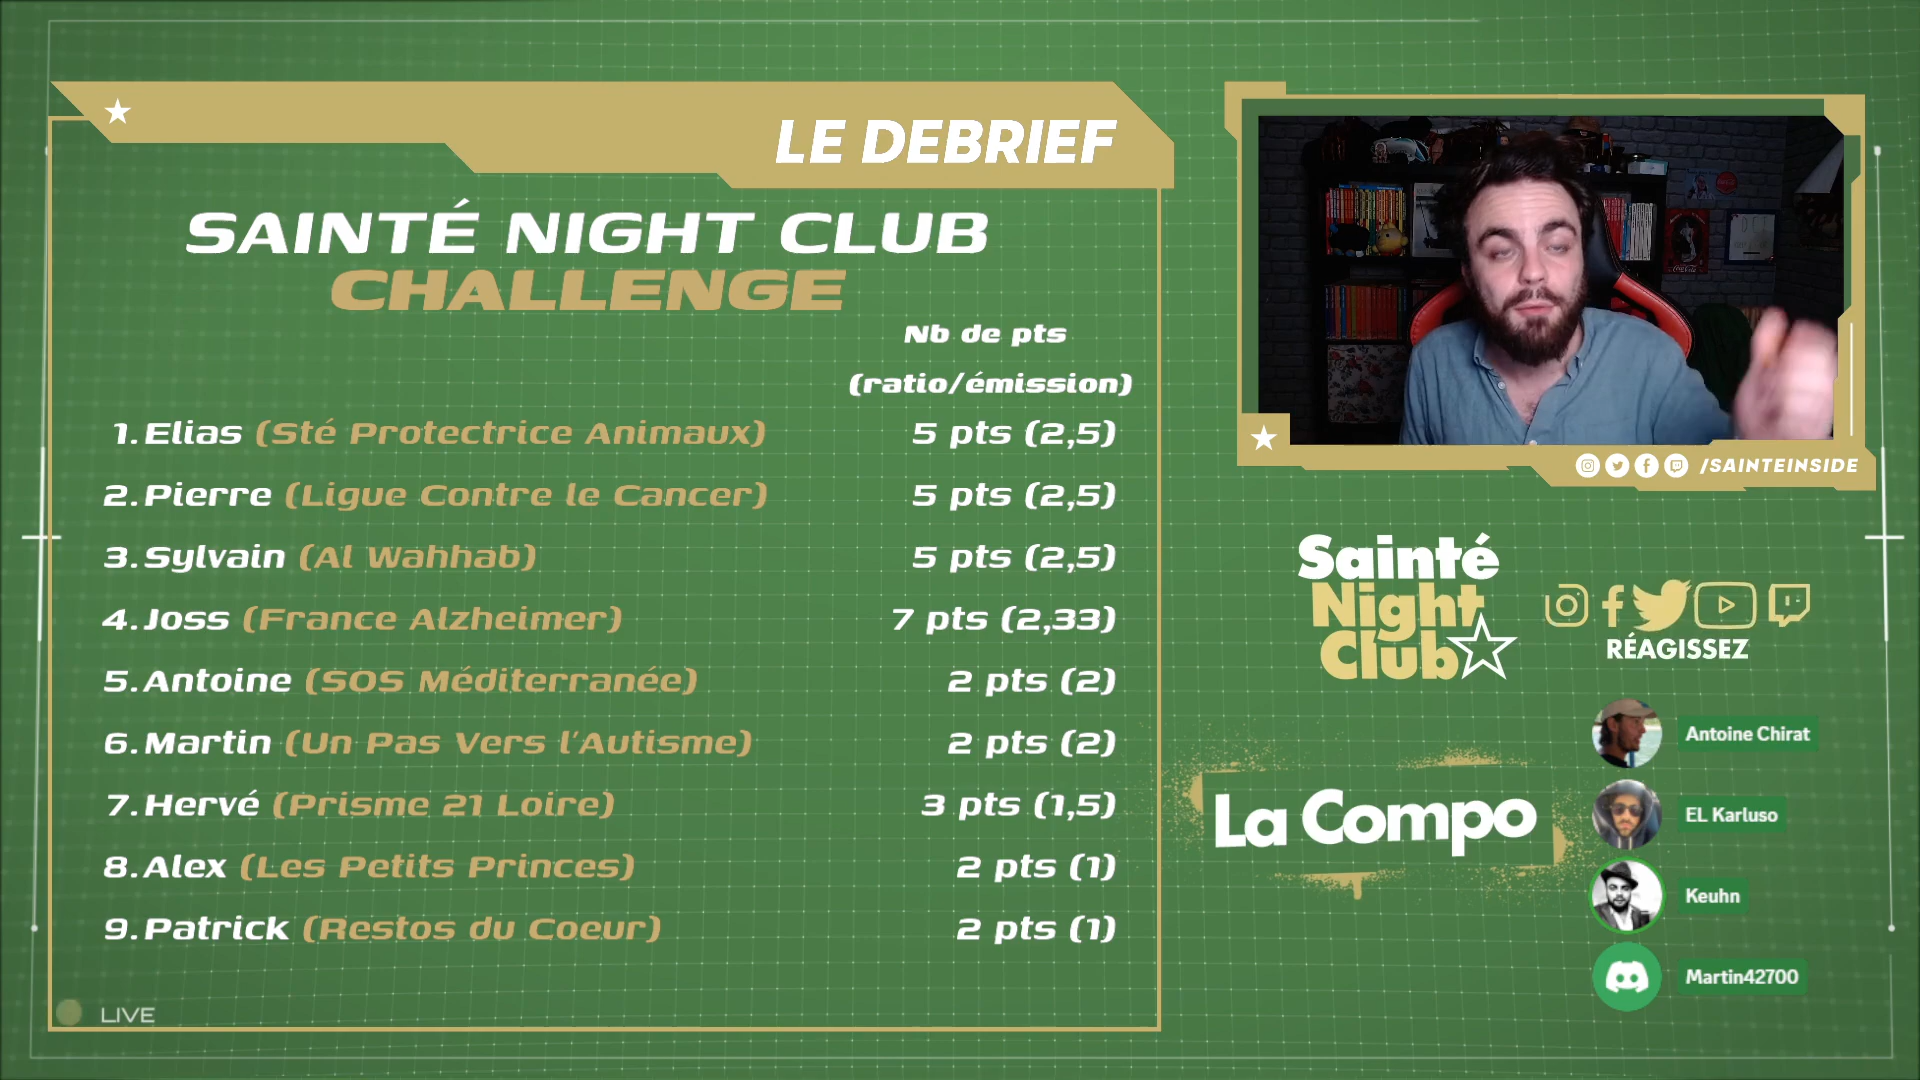 LE DEBRIEF
SAINTÉ NIGHT CLUB
CHALLENGE
Nb de pts
(ratio/émission)
1. Elias (Sté Protectrice Animaux) 5 pts (2,5)
2. Pierre (Ligue Contre le Cancer) 5 pts (2,5)
3. Sylvain (Al Wahhab) 5 pts (2,5)
4. Joss (France Alzheimer) 7 pts (2,33)
5. Antoine (SOS Méditerranée) 2 pts (2)
6. Martin (Un Pas Vers l'Autisme) 2 pts (2)
7. Hervé (Prisme 21 Loire) 3 pts (1,5)
8. Alex (Les Petits Princes) 2 pts (1)
9. Patrick (Restos du Coeur) 2 pts (1)
LIVE
/SAINTEINSIDE
Sainté
Night
Club
RÉAGISSEZ
La Compo
Antoine Chirat
EL Karluso
Keuhn
Martin42700